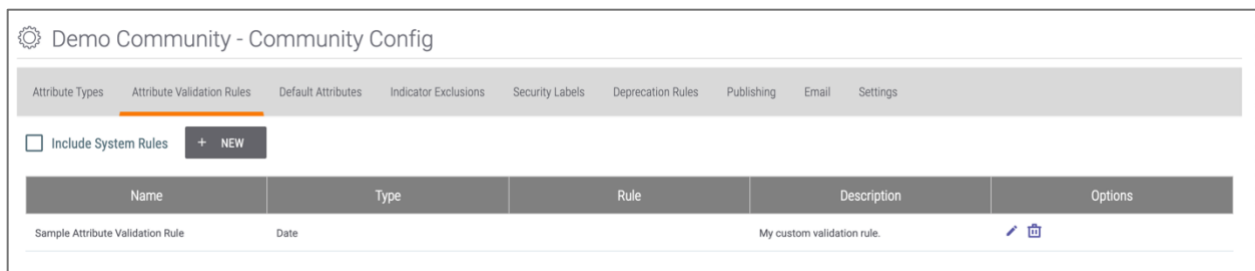 Demo Community - Community Config
Attribute Types Attribute Validation Rules Default Attributes Indicator Exclusions Security Labels Deprecation Rules Publishing Email Settings
Include System Rules + NEW
Name Type Rule Description Options
Sample Attribute Validation Rule Date My custom validation rule.